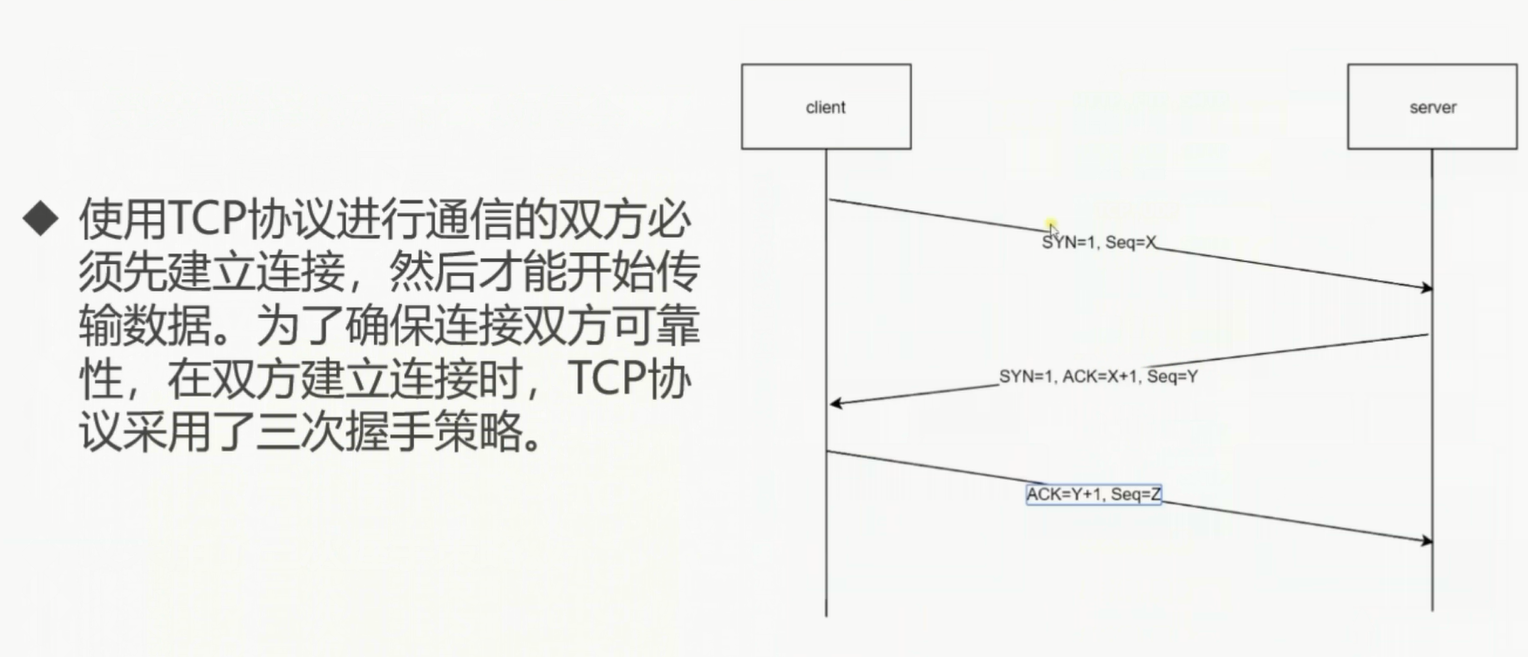 使用TCP协议进行通信的双方必
须先建立连接，然后才能开始传
输数据。为了确保连接双方可靠
性，在双方建立连接时，TCP协
议采用了三次握手策略。
client
server
SYN=1, Seq=X
SYN=1, ACK=X+1, Seq=Y
ACK=Y+1, Seq=Z